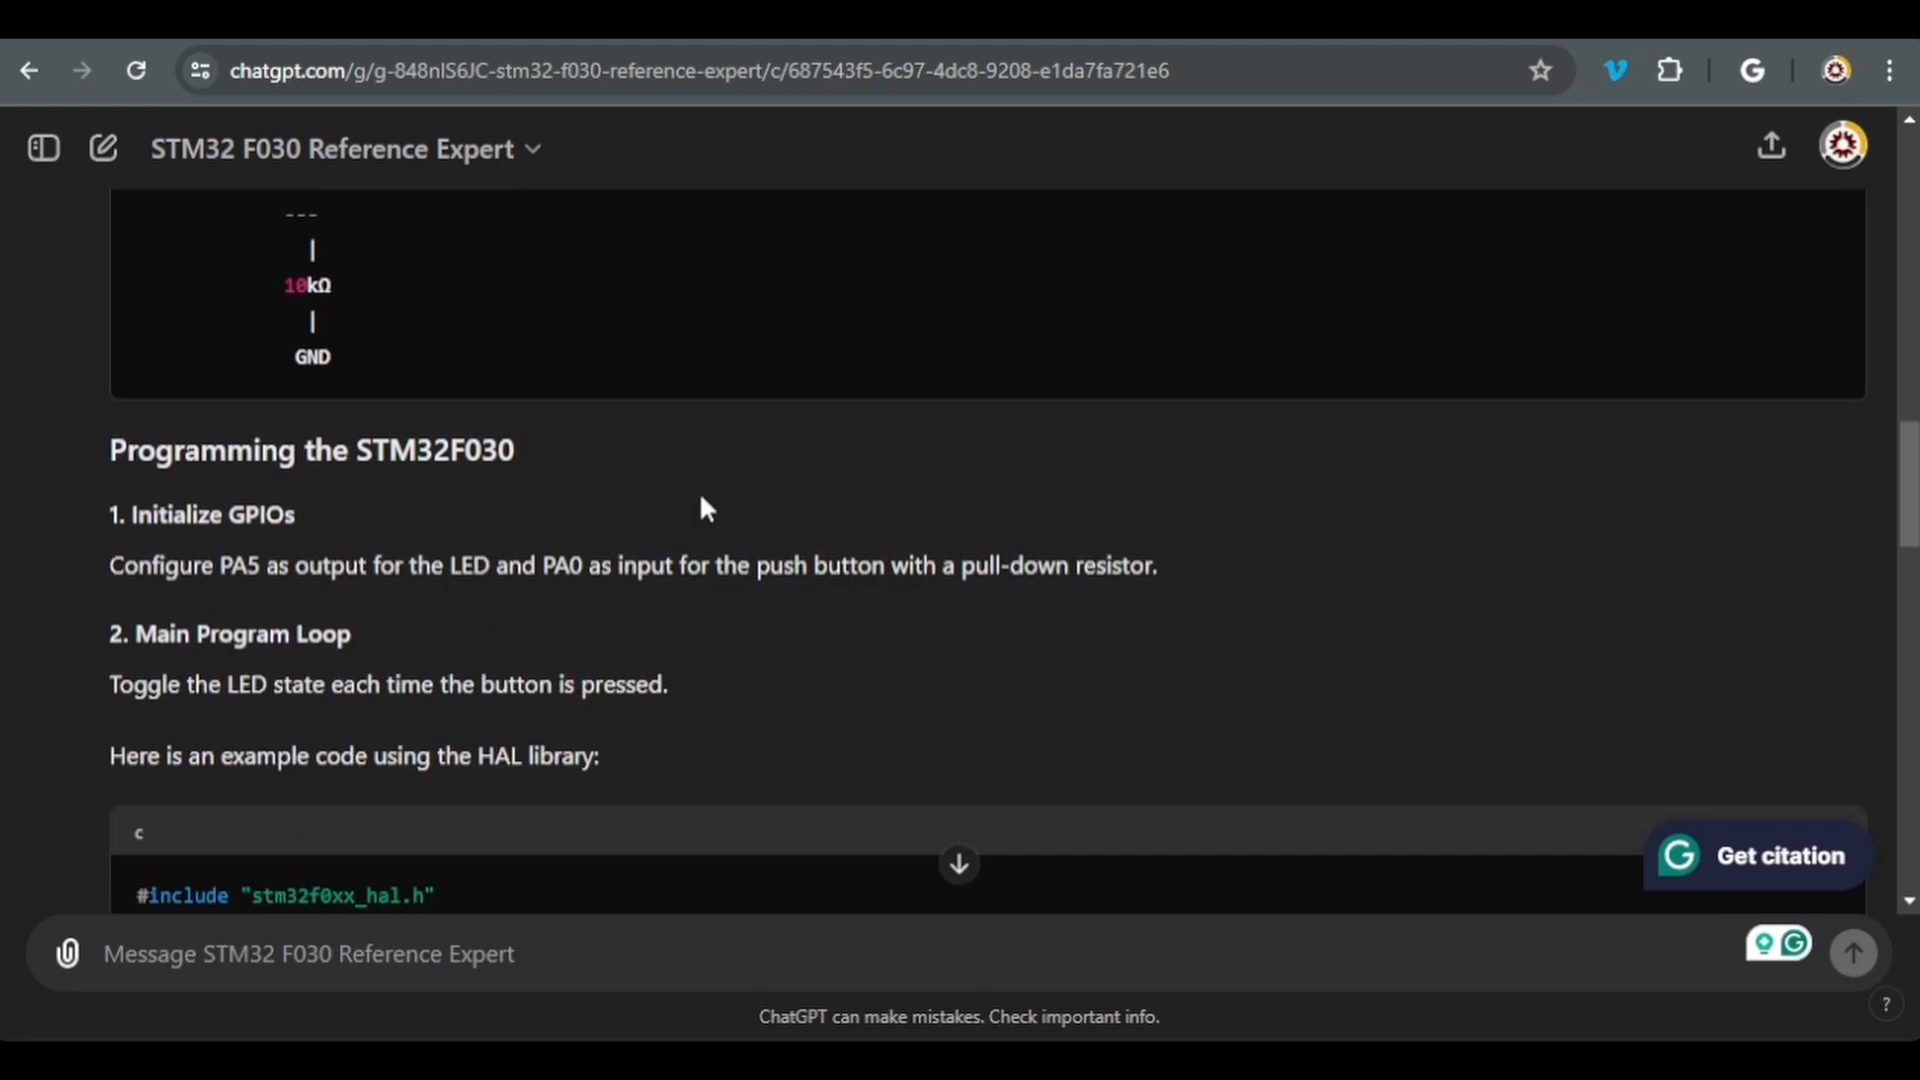 chatgpt.com/g/g-848nlS6JC-stm32-f030-reference-expert/c/687543f5-6c97-4dc8-9208-e1da7fa721e6
STM32 F030 Reference Expert
---
|
10kΩ
|
GND
Programming the STM32F030
1. Initialize GPIOs
Configure PA5 as output for the LED and PA0 as input for the push button with a pull-down resistor.
2. Main Program Loop
Toggle the LED state each time the button is pressed.
Here is an example code using the HAL library:
c
Get citation
#include "stm32f0xx_hal.h"
Message STM32 F030 Reference Expert
ChatGPT can make mistakes. Check important info.
?